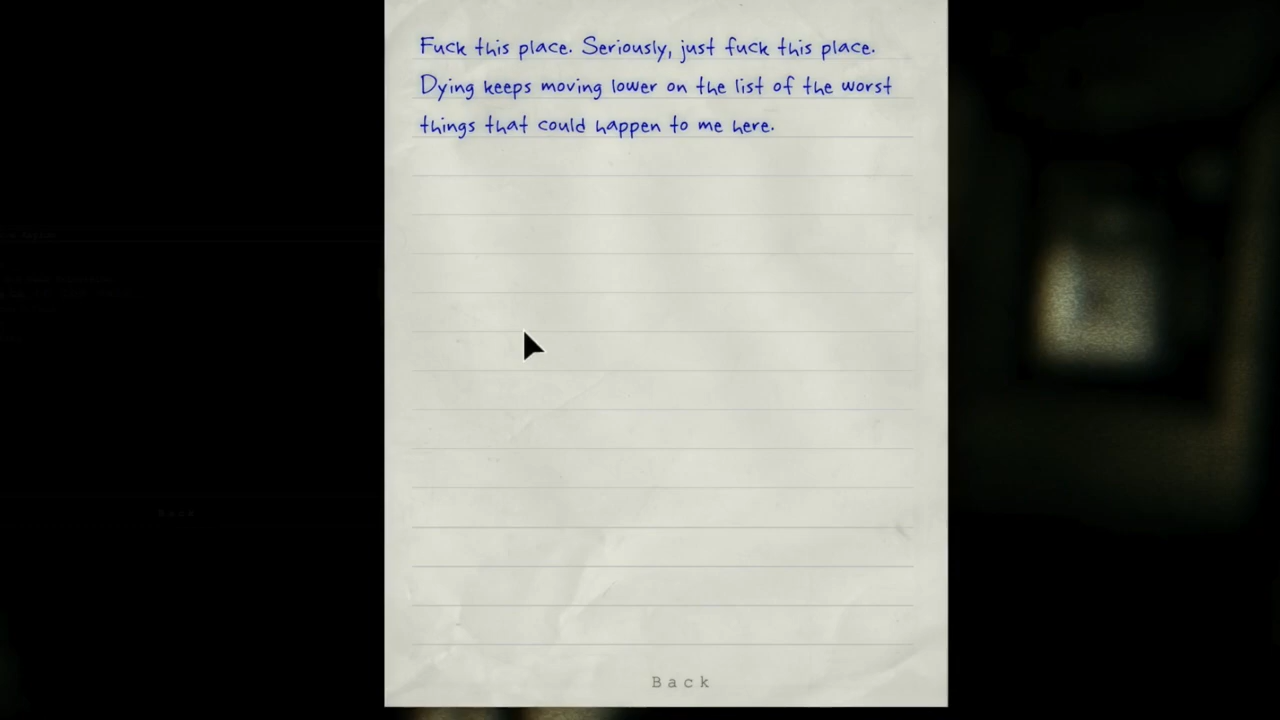 Fuck this place. Seriously, just fuck this place.
Dying keeps moving lower on the list of the worst
things that could happen to me here.
Back